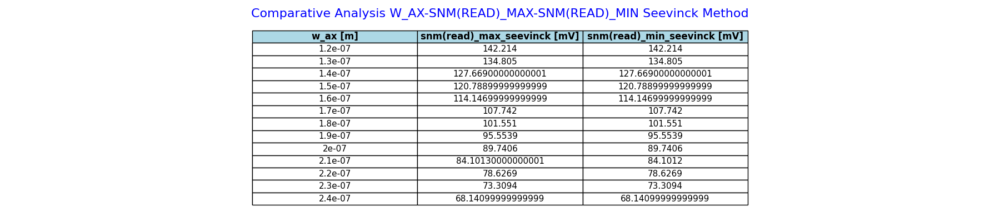 Comparative Analysis W_AX-SNM(READ)_MAX-SNM(READ)_MIN Seevinck Method
w_ax [m] snm(read)_max_seevinck [mV] snm(read)_min_seevinck [mV]
1.2e-07 142.214 142.214
1.3e-07 134.805 134.805
1.4e-07 127.66900000000001 127.66900000000001
1.5e-07 120.78899999999999 120.78899999999999
1.6e-07 114.14699999999999 114.14699999999999
1.7e-07 107.742 107.742
1.8e-07 101.551 101.551
1.9e-07 95.5539 95.5539
2e-07 89.7406 89.7406
2.1e-07 84.10130000000001 84.1012
2.2e-07 78.6269 78.6269
2.3e-07 73.3094 73.3094
2.4e-07 68.14099999999999 68.14099999999999